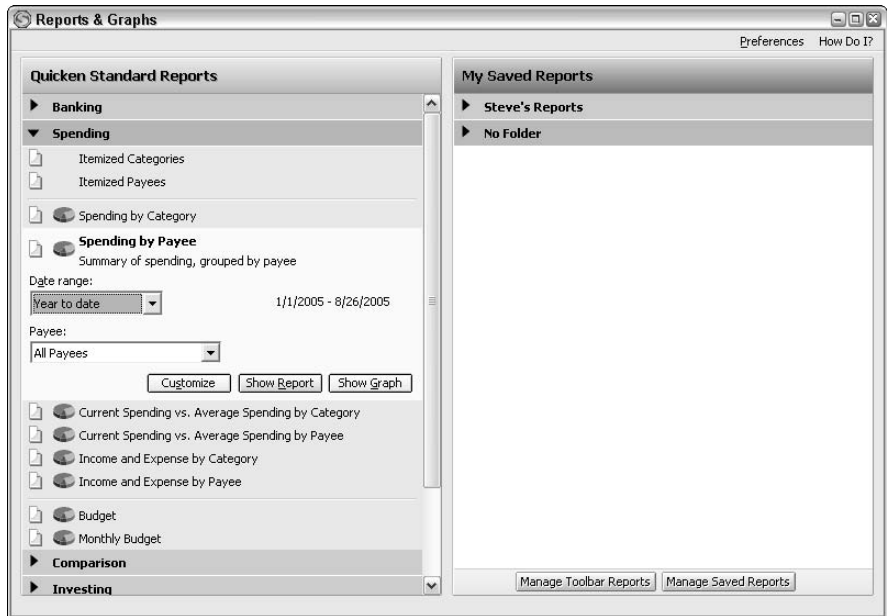 Reports & Graphs
Preferences How Do I?
Quicken Standard Reports
Banking
Spending
Itemized Categories
Itemized Payees
Spending by Category
Spending by Payee
Summary of spending, grouped by payee
Date range:
Year to date 1/1/2005 - 8/26/2005
Payee:
All Payees
Customize Show Report Show Graph
Current Spending vs. Average Spending by Category
Current Spending vs. Average Spending by Payee
Income and Expense by Category
Income and Expense by Payee
Budget
Monthly Budget
Comparison
Investing
My Saved Reports
Steve's Reports
No Folder
Manage Toolbar Reports Manage Saved Reports